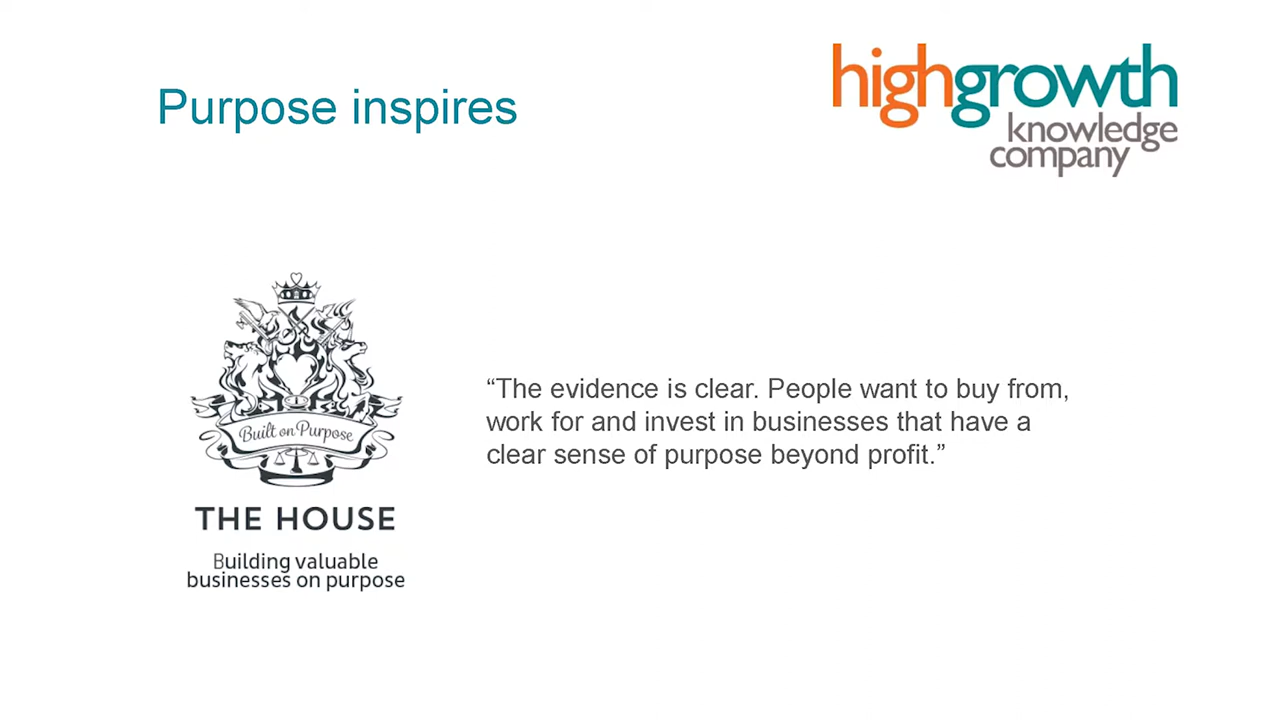 Purpose inspires
highgrowth
knowledge
company
Built on Purpose
THE HOUSE
Building valuable
businesses on purpose
“The evidence is clear. People want to buy from,
work for and invest in businesses that have a
clear sense of purpose beyond profit.”